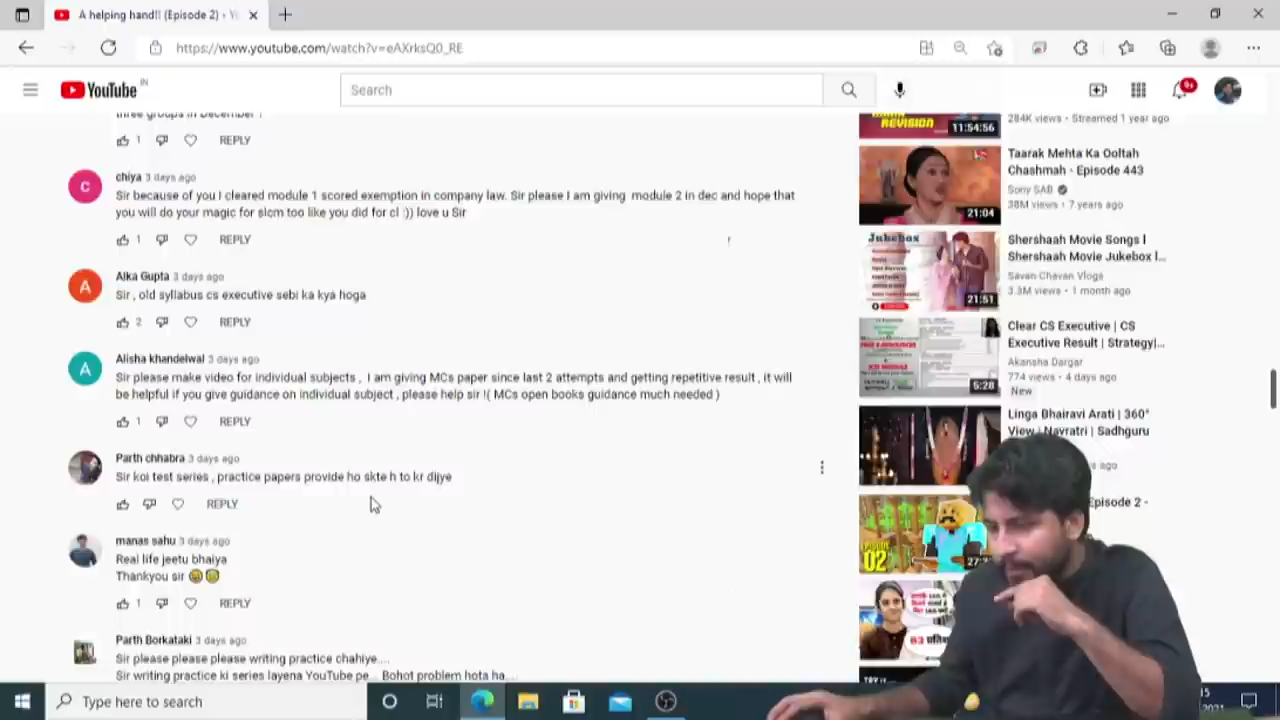 A helping hand!! (Episode 2) - Y
https://www.youtube.com/watch?v=eAXrksQ0_RE
YouTube IN
Search
9+
three groups in December !
1 REPLY
C
chiya 3 days ago
Sir because of you I cleared module 1 scored exemption in company law. Sir please I am giving module 2 in dec and hope that
you will do your magic for slcm too like you did for cl :)) love u Sir
1 REPLY
A
Alka Gupta 3 days ago
Sir , old syllabus cs executive sebi ka kya hoga
2 REPLY
A
Alisha khandelwal 3 days ago
Sir please make video for individual subjects , I am giving MCs paper since last 2 attempts and getting repetitive result , it will
be helpful if you give guidance on individual subject , please help sir !( MCs open books guidance much needed )
1 REPLY
Parth chhabra 3 days ago
Sir koi test series , practice papers provide ho skte h to kr dijye
REPLY
manas sahu 3 days ago
Real life jeetu bhaiya
Thankyou sir
1 REPLY
Parth Borkataki 3 days ago
Sir please please please writing practice chahiye....
Sir writing practice ki series layena YouTube pe... Bohot problem hota ha....
REVISION
11:54:56
284K views • Streamed 1 year ago
21:04
Taarak Mehta Ka Ooltah
Chashmah - Episode 443
Sony SAB
38M views • 7 years ago
Jukebox
21:51
Shershaah Movie Songs l
Shershaah Movie Jukebox l...
Savan Chavan Vlogs
3.3M views • 1 month ago
5:28
Clear CS Executive | CS
Executive Result | Strategy|...
Akansha Dargar
774 views • 4 days ago
New
Linga Bhairavi Arati | 360°
View | Navratri | Sadhguru
ago
Episode 2 -
EPISODE
02
27:
63
Type here to search
15
2021